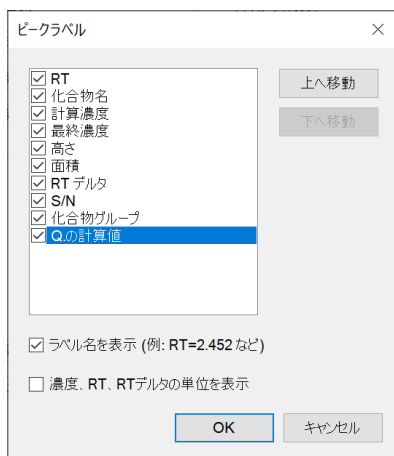 ピークラベル
RT
化合物名
計算濃度
最終濃度
高さ
面積
RT デルタ
S/N
化合物グループ
Q.の計算値
上へ移動
下へ移動
ラベル名を表示 (例: RT=2.452 など)
濃度、RT、RTデルタの単位を表示
OK
キャンセル